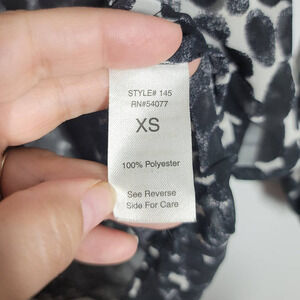 STYLE# 145
RN#54077
XS
100% Polyester
See Reverse
Side For Care